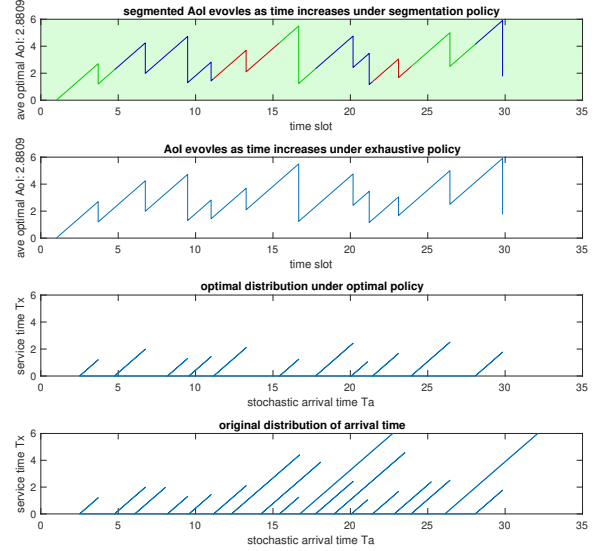 segmented AoI evovles as time increases under segmentation policy
ave optimal AoI: 2.8809
6
4
2
0
0 5 10 15 20 25 30 35
time slot
AoI evovles as time increases under exhaustive policy
ave optimal AoI: 2.8809
6
4
2
0
0 5 10 15 20 25 30 35
time slot
optimal distribution under optimal policy
service time Tx
6
4
2
0
0 5 10 15 20 25 30 35
stochastic arrival time Ta
original distribution of arrival time
service time Tx
6
4
2
0
0 5 10 15 20 25 30 35
stochastic arrival time Ta